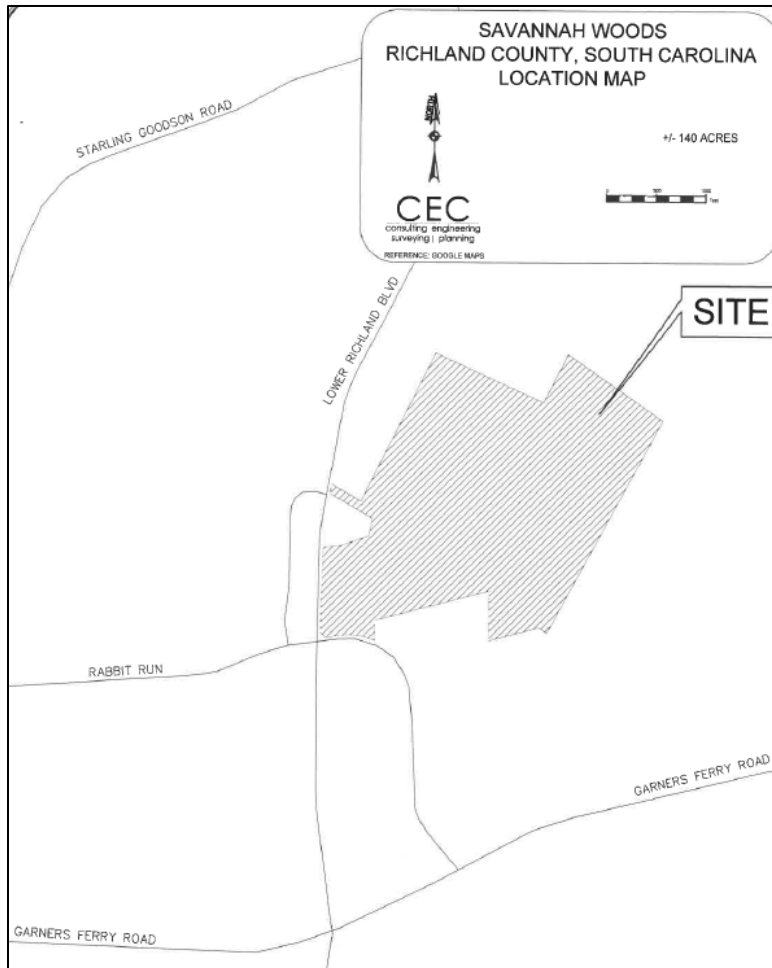 SAVANNAH WOODS
RICHLAND COUNTY, SOUTH CAROLINA
LOCATION MAP
NORTH
+/- 140 ACRES
CEC
consulting engineering
surveying | planning
REFERENCE: GOOGLE MAPS
STARLING GOODSON ROAD
LOWER RICHLAND BLVD
SITE
RABBIT RUN
GARNERS FERRY ROAD
GARNERS FERRY ROAD